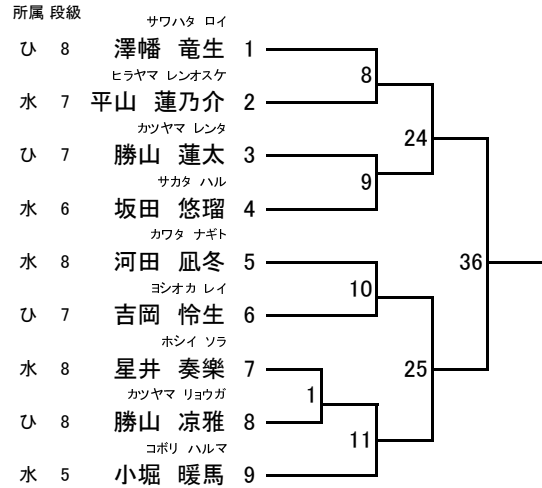 所属 段級
サワハタ ロイ
ひ 8 澤幡 竜生 1
8
ヒラヤマ レンオスケ
水 7 平山 蓮乃介 2
24
カツヤマ レンタ
ひ 7 勝山 蓮太 3
9
サカタ ハル
水 6 坂田 悠瑠 4
36
カワタ ナギト
水 8 河田 凪冬 5
10
ヨシオカ レイ
ひ 7 吉岡 怜生 6
25
ホシイ ソラ
水 8 星井 奏樂 7
1
カツヤマ リョウガ
ひ 8 勝山 凉雅 8
11
コボリ ハルマ
水 5 小堀 暖馬 9